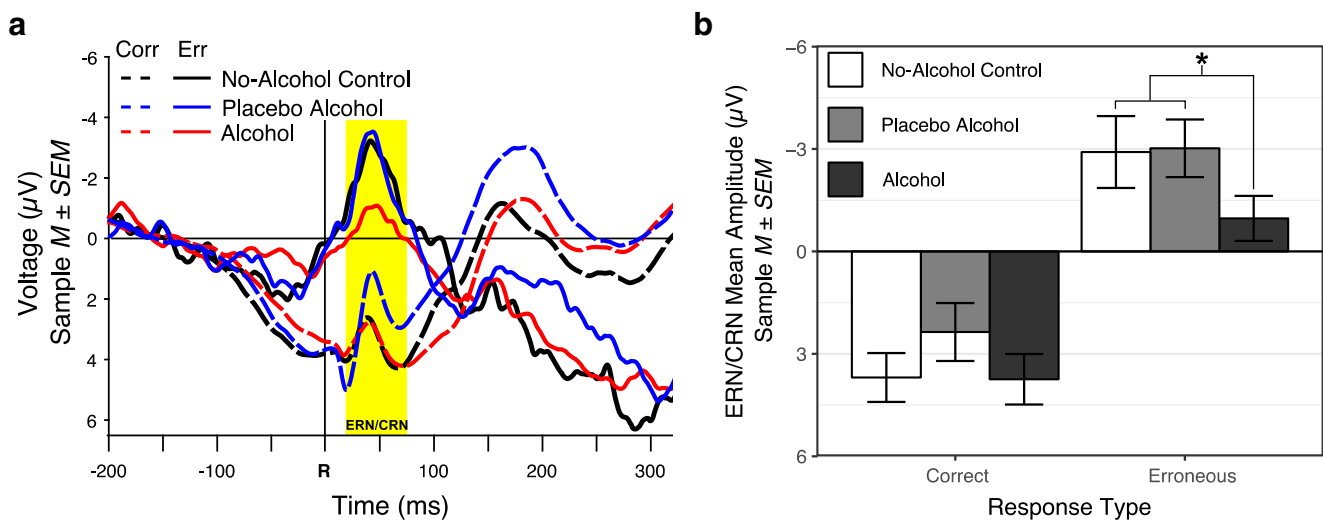 a
Corr Err
No-Alcohol Control
Placebo Alcohol
Alcohol
Voltage (µV)
Sample M ± SEM
-6
-4
-2
0
2
4
6
ERN/CRN
-200 -100 R 100 200 300
Time (ms)
b
No-Alcohol Control
Placebo Alcohol
Alcohol
*
ERN/CRN Mean Amplitude (µV)
Sample M ± SEM
−6
−3
0
3
6
Correct Erroneous
Response Type